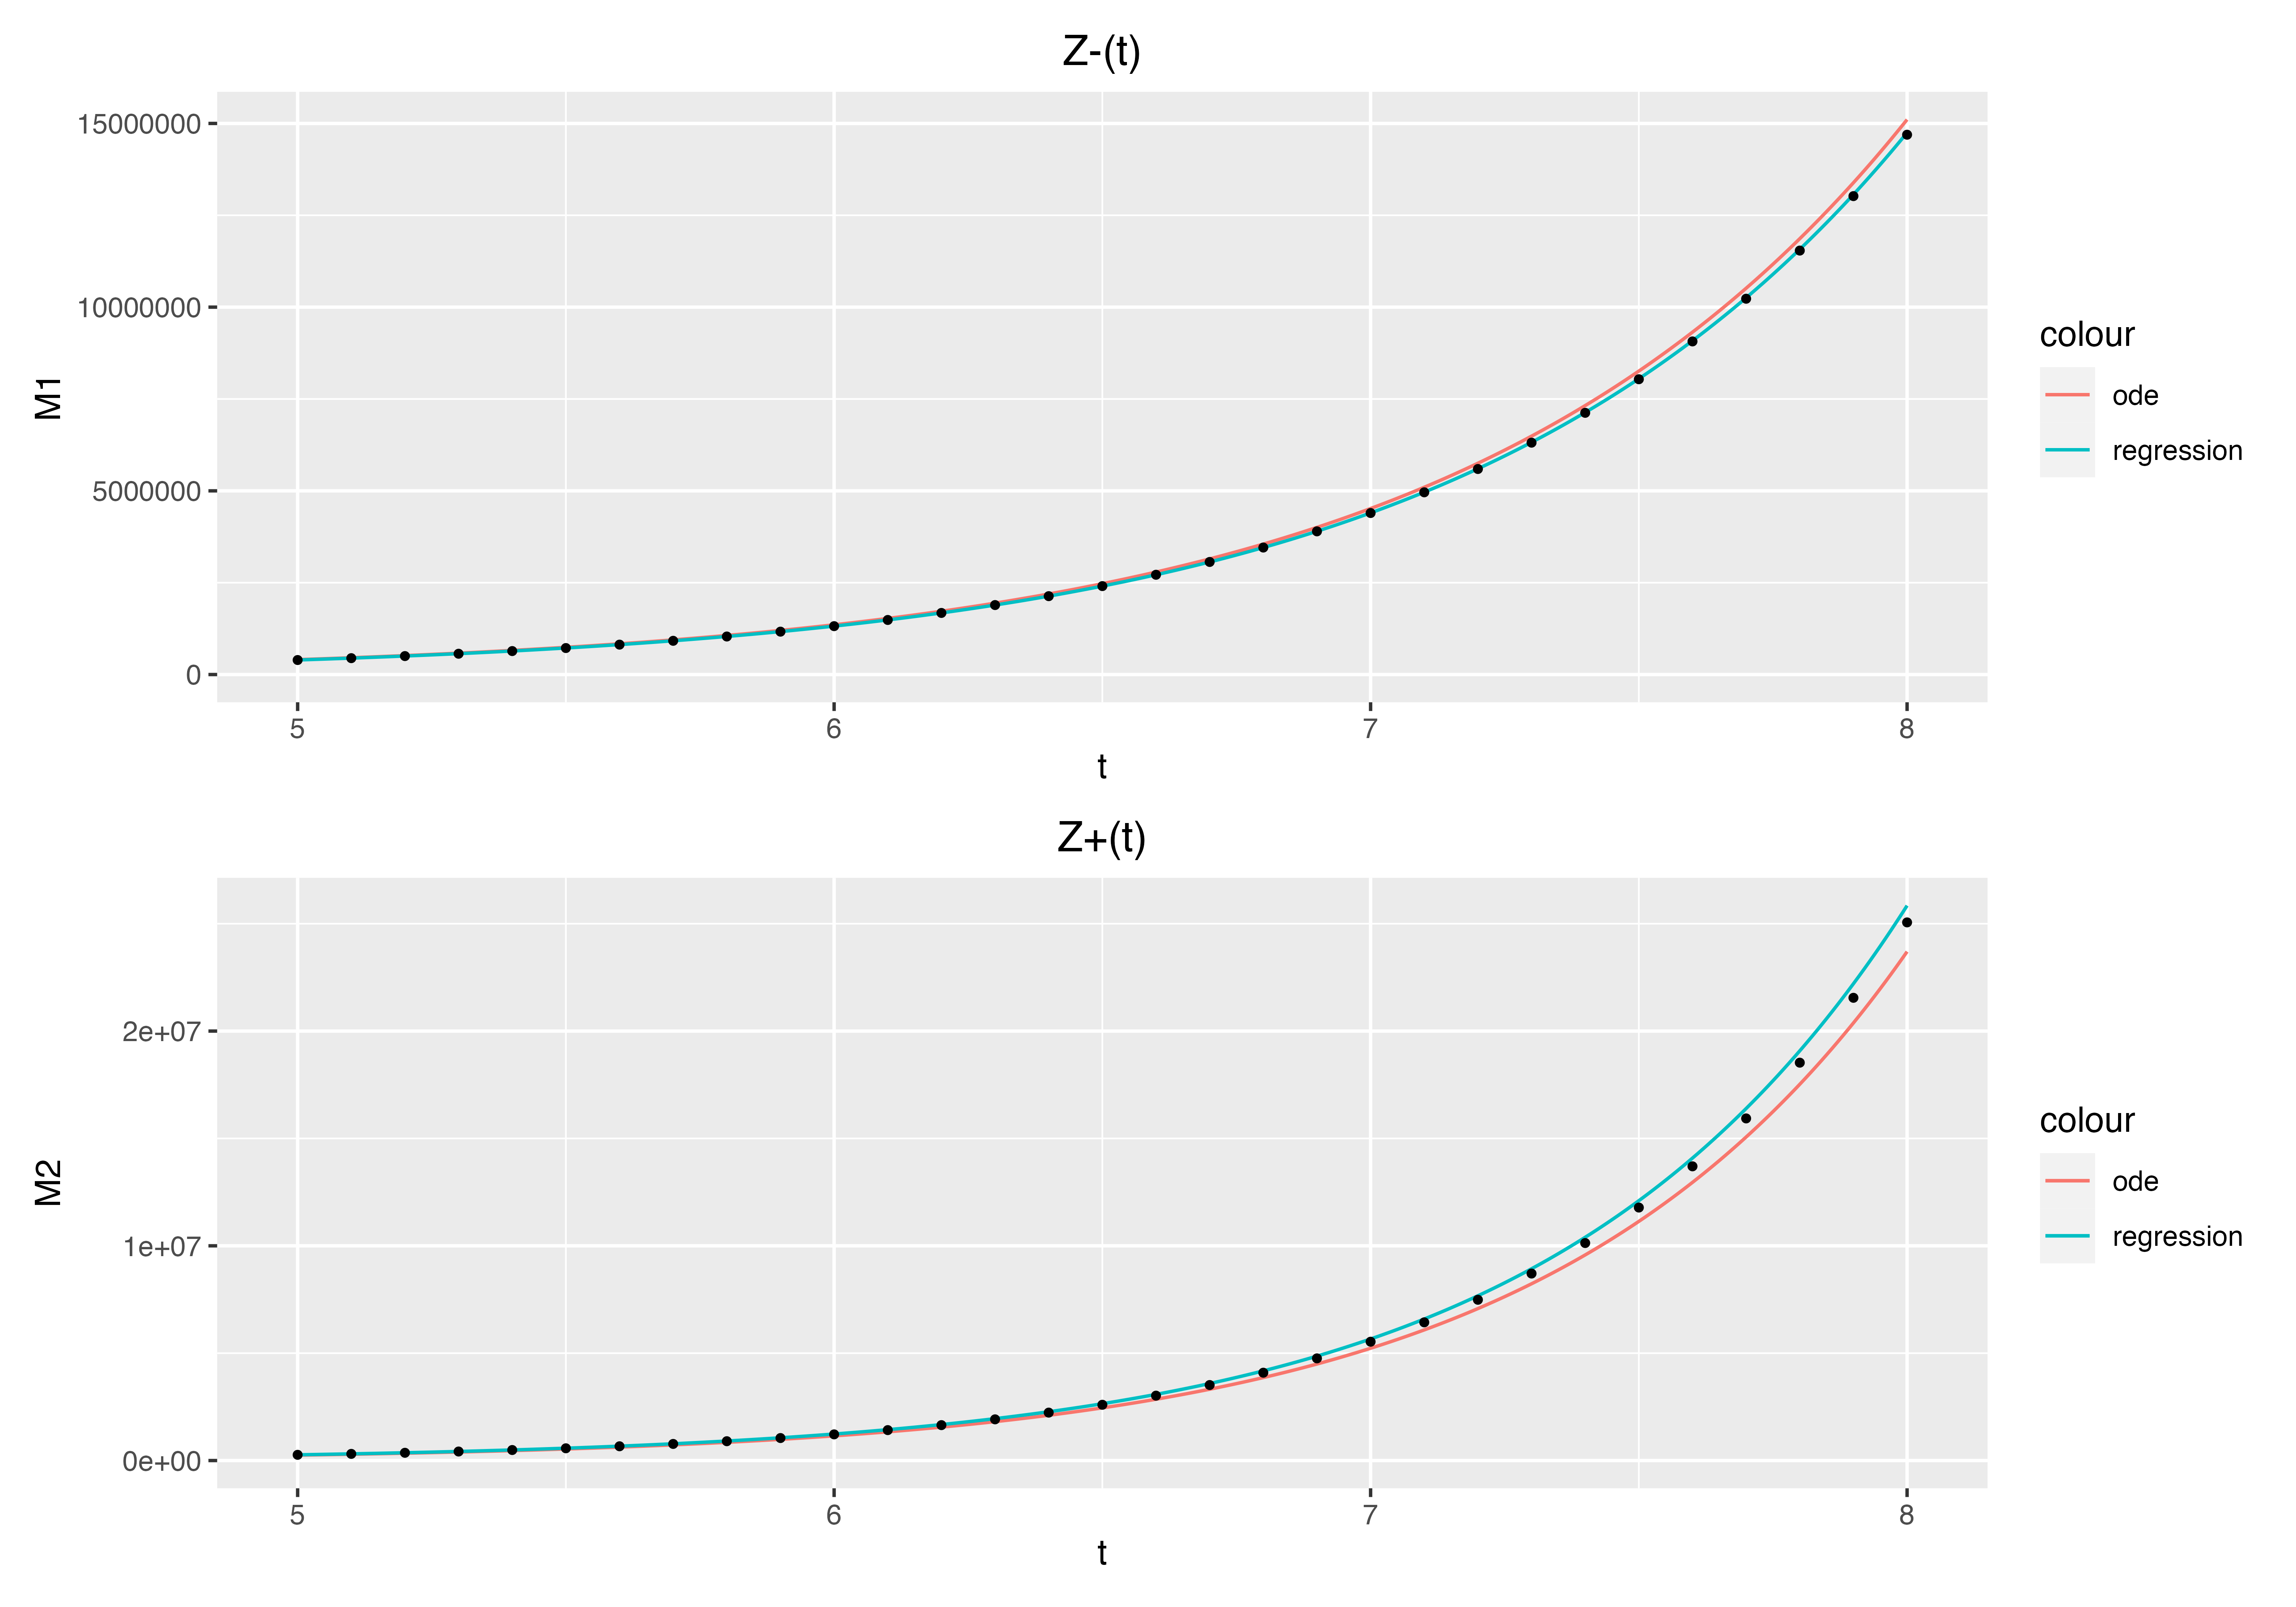 Z-(t)
15000000
10000000
5000000
0
M1
5 6 7 8
t
colour
ode
regression
Z+(t)
2e+07
1e+07
0e+00
M2
5 6 7 8
t
colour
ode
regression